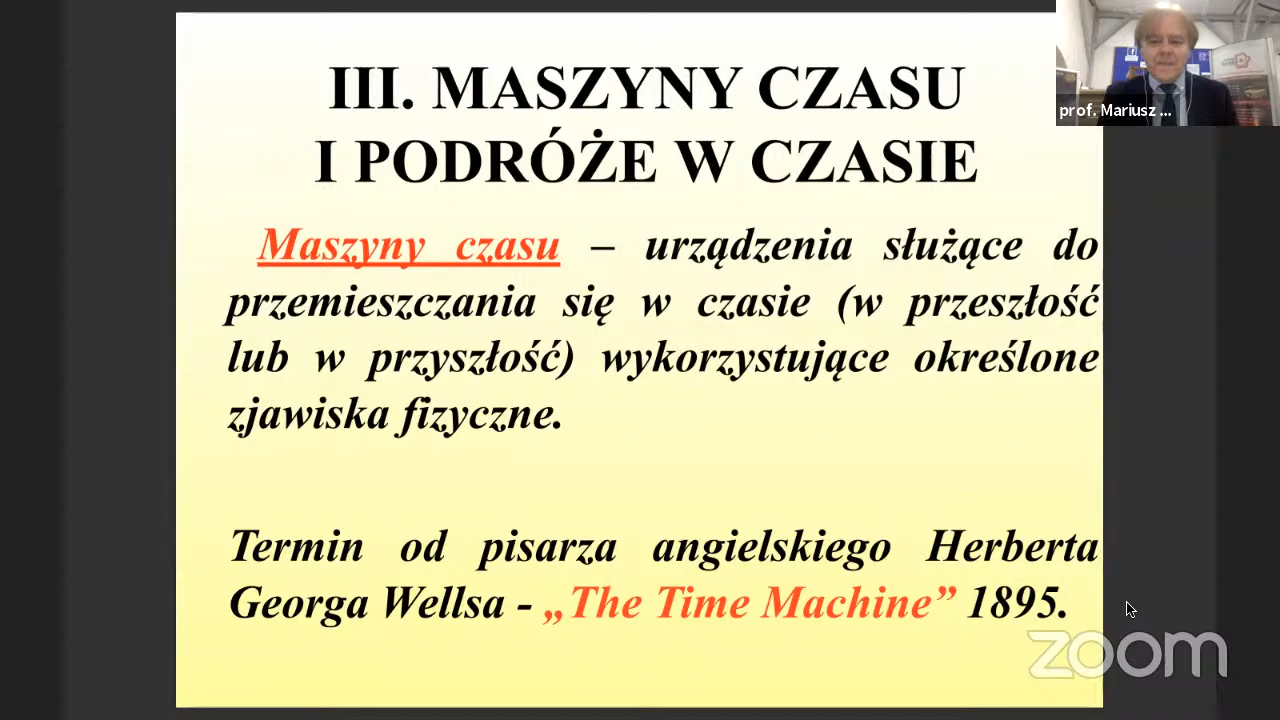 III. MASZYNY CZASU
I PODRÓŻE W CZASIE
Maszyny czasu – urządzenia służące do
przemieszczania się w czasie (w przeszłość
lub w przyszłość) wykorzystujące określone
zjawiska fizyczne.
Termin od pisarza angielskiego Herberta
Georga Wellsa - „The Time Machine” 1895.
prof. Mariusz ...
zoom